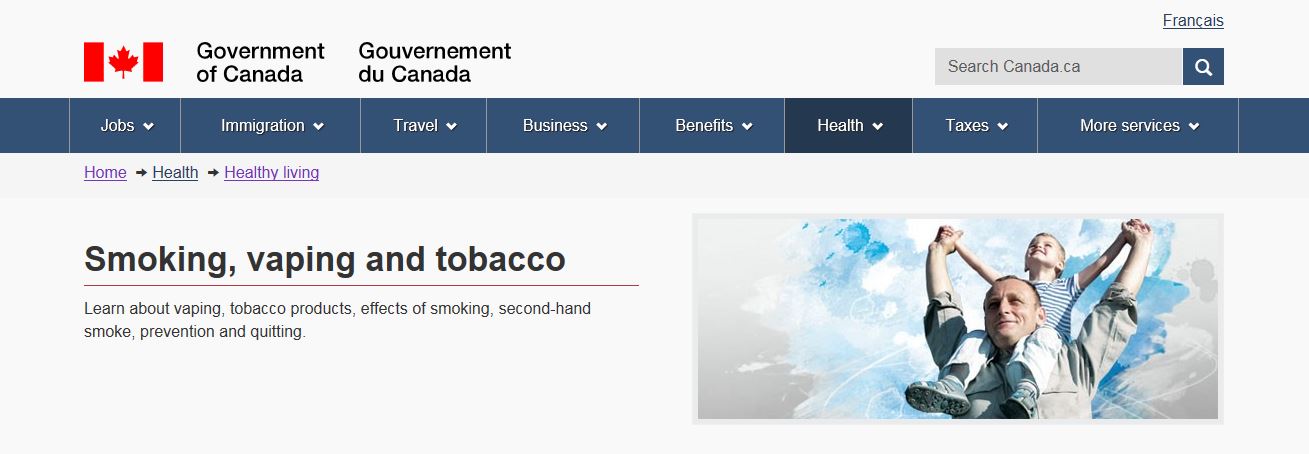 Français
Government of Canada
Gouvernement du Canada
Search Canada.ca
Jobs Immigration Travel Business Benefits Health Taxes More services
Home Health Healthy living
Smoking, vaping and tobacco
Learn about vaping, tobacco products, effects of smoking, second-hand
smoke, prevention and quitting.